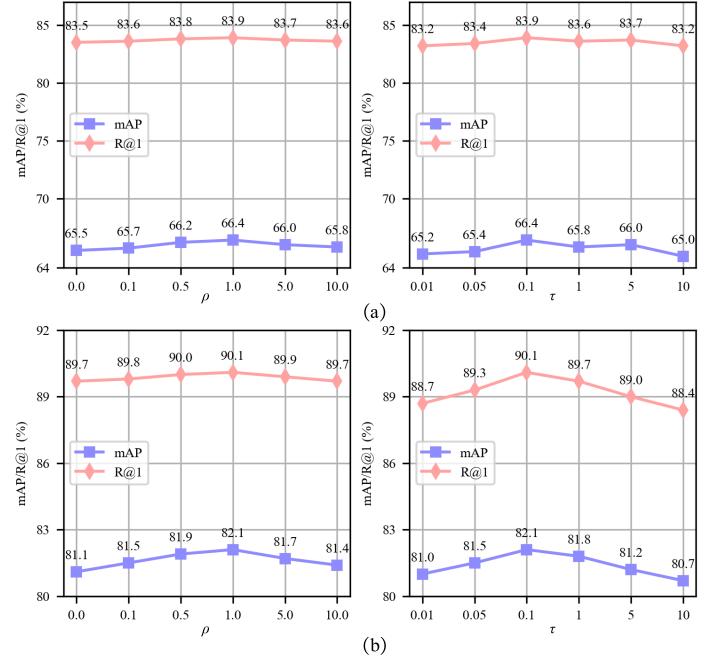 83.5 83.6 83.8 83.9 83.7 83.6
85
80
75
70
64
mAP/R@1 (%)
mAP
R@1
65.5 65.7 66.2 66.4 66.0 65.8
0.0 0.1 0.5 1.0 5.0 10.0
ρ
83.2 83.4 83.9 83.6 83.7 83.2
85
80
75
70
64
mAP/R@1 (%)
mAP
R@1
65.2 65.4 66.4 65.8 66.0 65.0
0.01 0.05 0.1 1 5 10
τ
(a)
92
89
86
83
80
mAP/R@1 (%)
89.7 89.8 90.0 90.1 89.9 89.7
mAP
R@1
81.1 81.5 81.9 82.1 81.7 81.4
0.0 0.1 0.5 1.0 5.0 10.0
ρ
92
89
86
83
80
mAP/R@1 (%)
88.7 89.3 90.1 89.7 89.0 88.4
mAP
R@1
81.0 81.5 82.1 81.8 81.2 80.7
0.01 0.05 0.1 1 5 10
τ
(b)